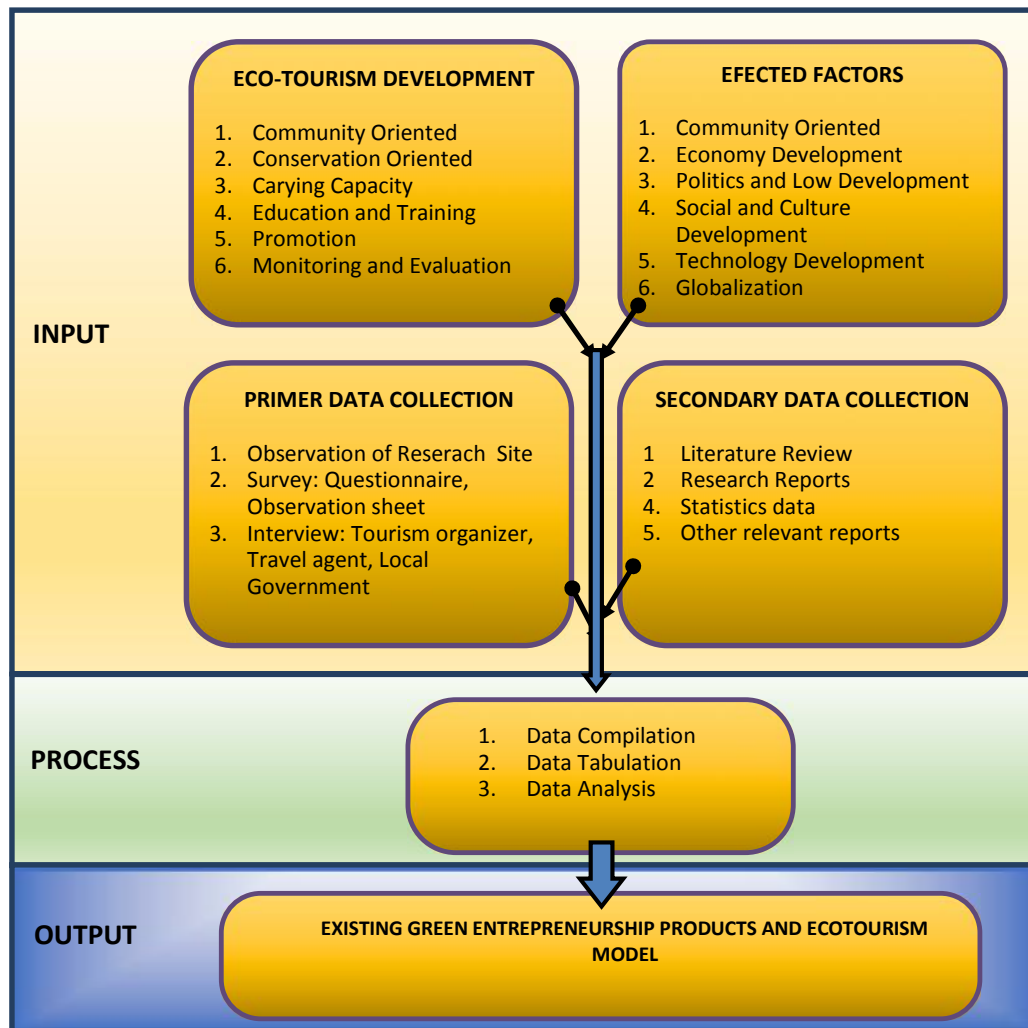 INPUT
ECO-TOURISM DEVELOPMENT
1. Community Oriented
2. Conservation Oriented
3. Carying Capacity
4. Education and Training
5. Promotion
6. Monitoring and Evaluation
EFECTED FACTORS
1. Community Oriented
2. Economy Development
3. Politics and Low Development
4. Social and Culture
Development
5. Technology Development
6. Globalization
PRIMER DATA COLLECTION
1. Observation of Reserach Site
2. Survey: Questionnaire,
Observation sheet
3. Interview: Tourism organizer,
Travel agent, Local
Government
SECONDARY DATA COLLECTION
1 Literature Review
2 Research Reports
4. Statistics data
5. Other relevant reports
PROCESS
1. Data Compilation
2. Data Tabulation
3. Data Analysis
OUTPUT
EXISTING GREEN ENTREPRENEURSHIP PRODUCTS AND ECOTOURISM
MODEL